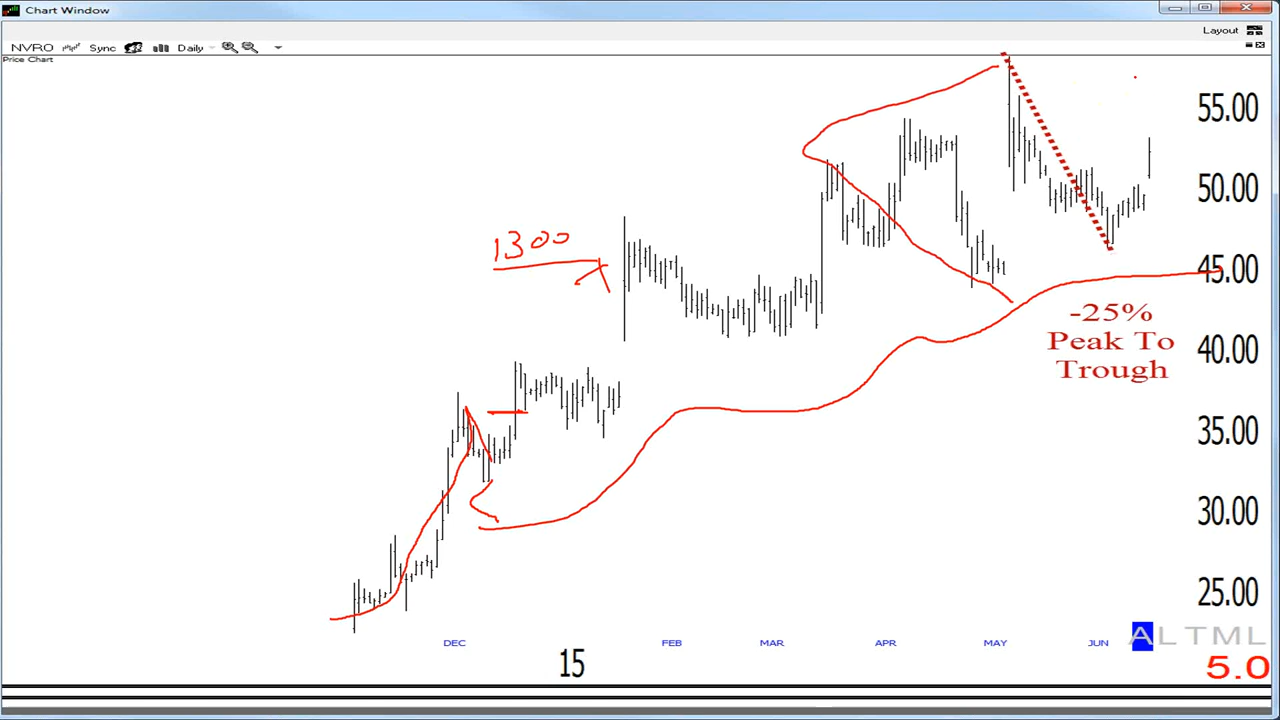 Chart Window
Layout
NVRO Sync Daily
Price Chart
55.00
50.00
1300
45.00
-25%
Peak To
Trough
40.00
35.00
30.00
25.00
DEC FEB MAR APR MAY JUN
15
ALTML
5.0